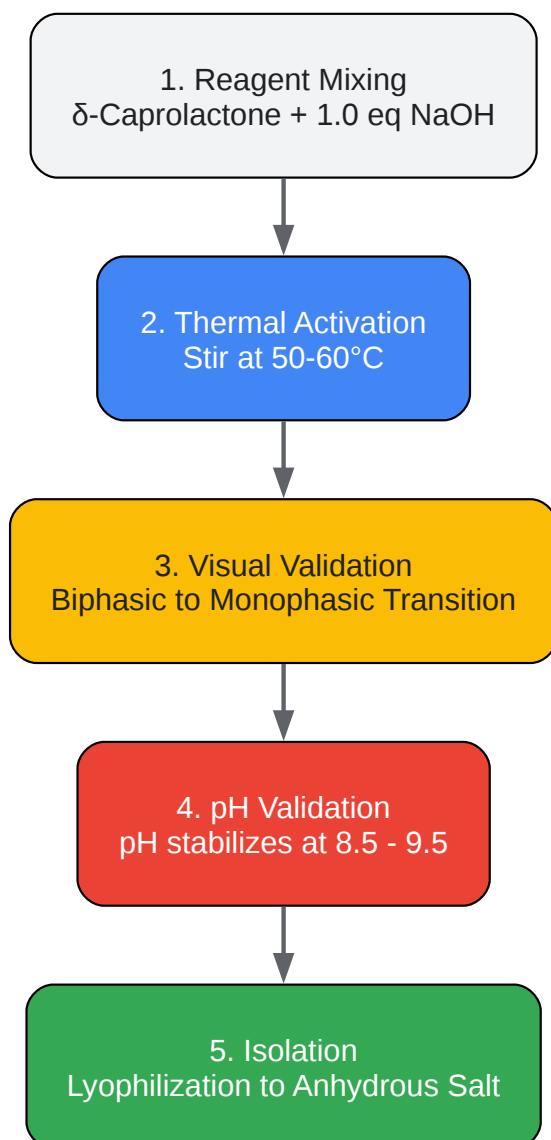 1. Reagent Mixing
δ-Caprolactone + 1.0 eq NaOH
2. Thermal Activation
Stir at 50-60°C
3. Visual Validation
Biphasic to Monophasic Transition
4. pH Validation
pH stabilizes at 8.5 - 9.5
5. Isolation
Lyophilization to Anhydrous Salt